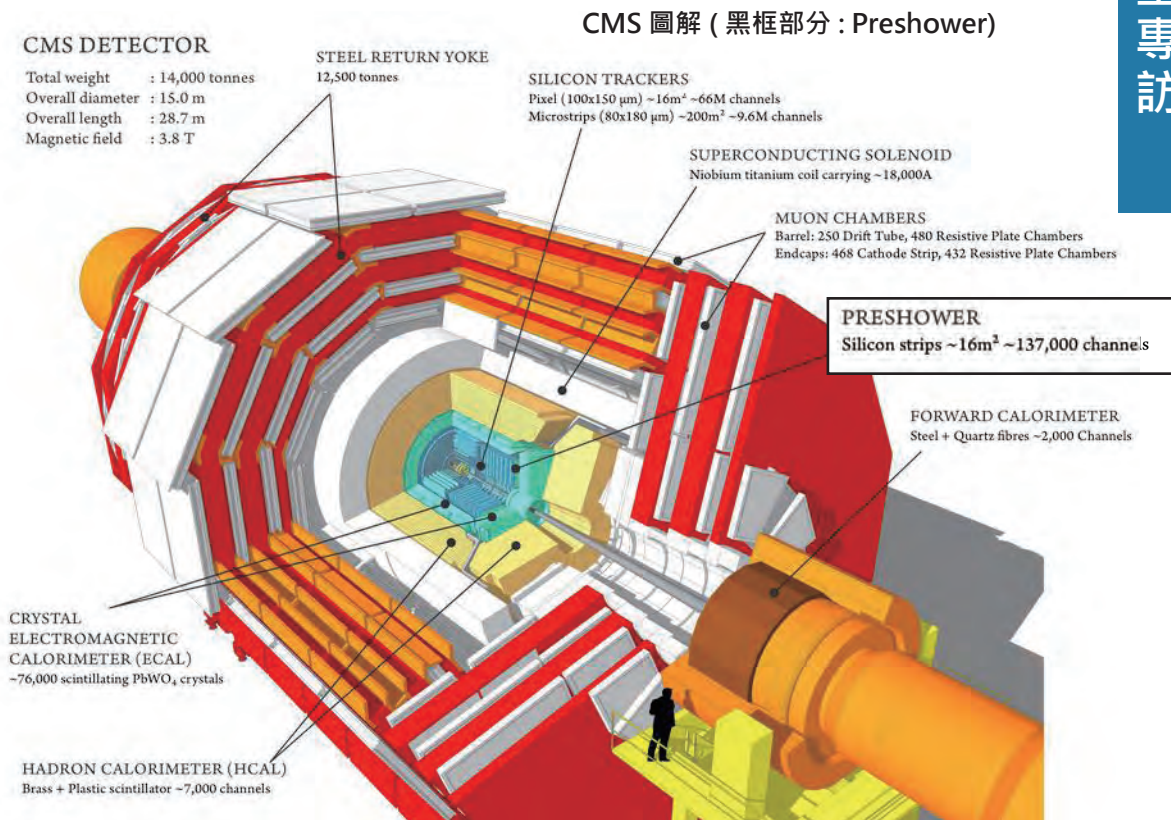 CMS 圖解 ( 黑框部分 : Preshower)
專訪
CMS DETECTOR
Total weight : 14,000 tonnes
Overall diameter : 15.0 m
Overall length : 28.7 m
Magnetic field : 3.8 T
STEEL RETURN YOKE
12,500 tonnes
SILICON TRACKERS
Pixel (100x150 μm) ~16m² ~66M channels
Microstrips (80x180 μm) ~200m² ~9.6M channels
SUPERCONDUCTING SOLENOID
Niobium titanium coil carrying ~18,000A
MUON CHAMBERS
Barrel: 250 Drift Tube, 480 Resistive Plate Chambers
Endcaps: 468 Cathode Strip, 432 Resistive Plate Chambers
PRESHOWER
Silicon strips ~16m² ~137,000 channels
FORWARD CALORIMETER
Steel + Quartz fibres ~2,000 Channels
CRYSTAL
ELECTROMAGNETIC
CALORIMETER (ECAL)
~76,000 scintillating PbWO₄ crystals
HADRON CALORIMETER (HCAL)
Brass + Plastic scintillator ~7,000 channels